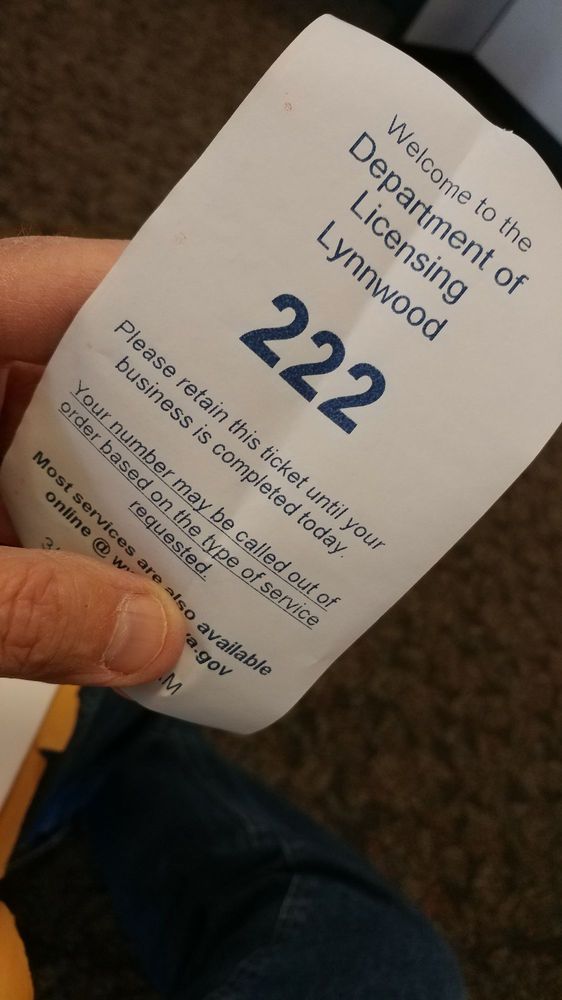 Welcome to the
Department of
Licensing
Lynnwood
222
Please retain this ticket until your
business is completed today.
Your number may be called out of
order based on the type of service
requested.
Most services are also available
online @